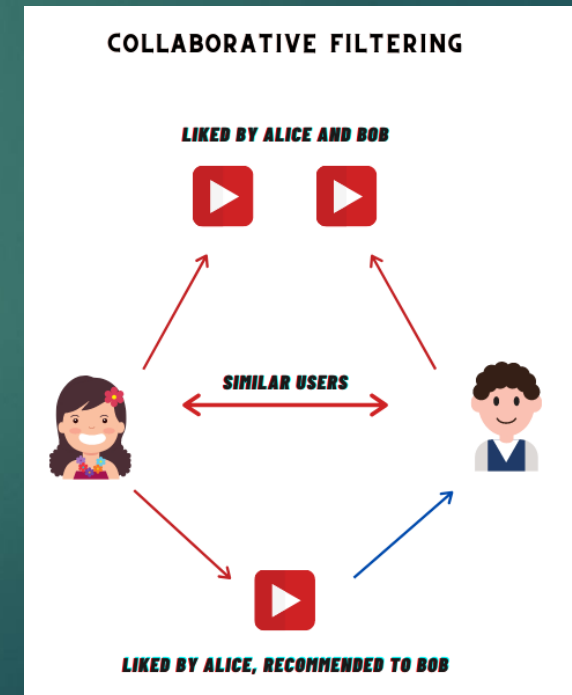 COLLABORATIVE FILTERING
LIKED BY ALICE AND BOB
SIMILAR USERS
LIKED BY ALICE, RECOMMENDED TO BOB